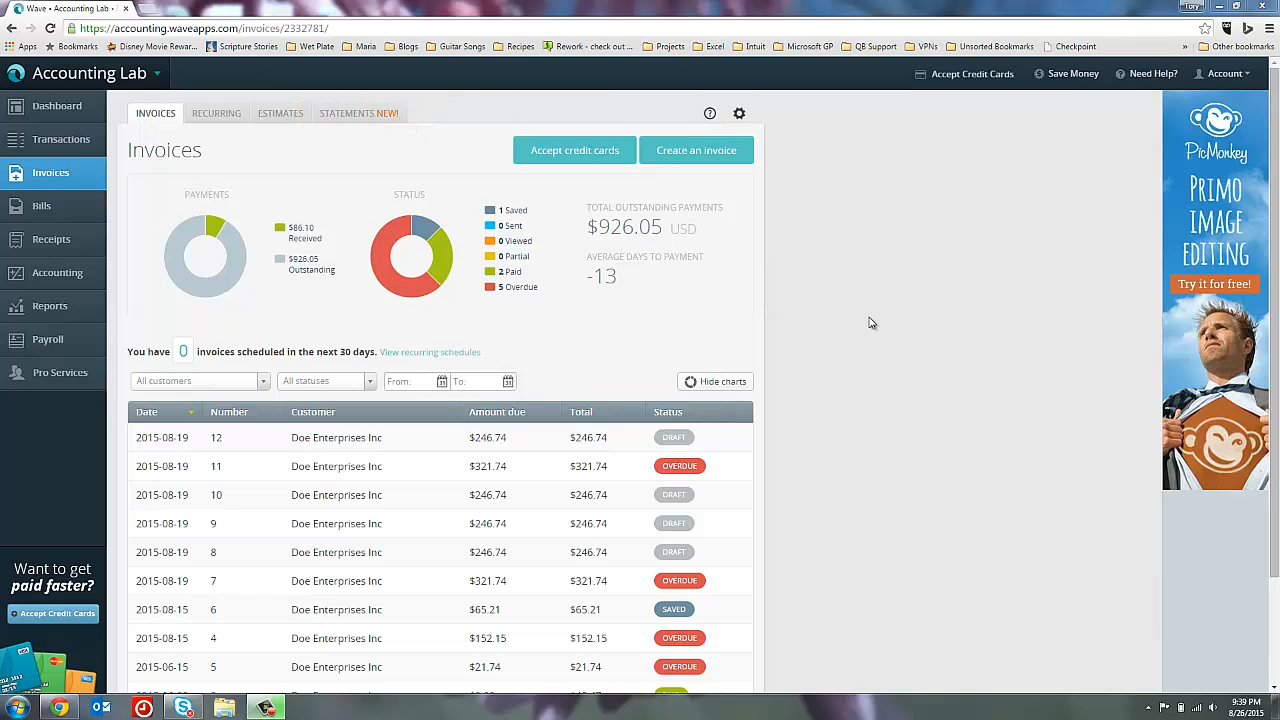 Wave • Accounting Lab •
Rory
https://accounting.waveapps.com/invoices/2332781/
Apps
Bookmarks
Disney Movie Rewar...
Scripture Stories
Wet Plate
Maria
Blogs
Guitar Songs
Recipes
Rework - check out ...
Projects
Excel
Intuit
Microsoft GP
QB Support
VPNs
Unsorted Bookmarks
Checkpoint
»
Other bookmarks
Accounting Lab
Accept Credit Cards
Save Money
Need Help?
Account
Dashboard
Transactions
Invoices
Bills
Receipts
Accounting
Reports
Payroll
Pro Services
Want to get
paid faster?
Accept Credit Cards
INVOICES
RECURRING
ESTIMATES
STATEMENTS NEW!
Invoices
Accept credit cards
Create an invoice
PAYMENTS
$86.10
Received
$926.05
Outstanding
STATUS
1 Saved
0 Sent
0 Viewed
0 Partial
2 Paid
5 Overdue
TOTAL OUTSTANDING PAYMENTS
$926.05 USD
AVERAGE DAYS TO PAYMENT
-13
You have 0 invoices scheduled in the next 30 days. View recurring schedules
All customers
All statuses
From:
To:
Hide charts
Date Number Customer Amount due Total Status
2015-08-19 12 Doe Enterprises Inc $246.74 $246.74 DRAFT
2015-08-19 11 Doe Enterprises Inc $321.74 $321.74 OVERDUE
2015-08-19 10 Doe Enterprises Inc $246.74 $246.74 DRAFT
2015-08-19 9 Doe Enterprises Inc $246.74 $246.74 DRAFT
2015-08-19 8 Doe Enterprises Inc $246.74 $246.74 DRAFT
2015-08-19 7 Doe Enterprises Inc $321.74 $321.74 OVERDUE
2015-08-15 6 Doe Enterprises Inc $65.21 $65.21 SAVED
2015-08-15 4 Doe Enterprises Inc $152.15 $152.15 OVERDUE
2015-06-15 5 Doe Enterprises Inc $21.74 $21.74 OVERDUE
PicMonkey
PRIMO
IMAGE
EDITING
Try it for free!
9:39 PM
8/26/2015